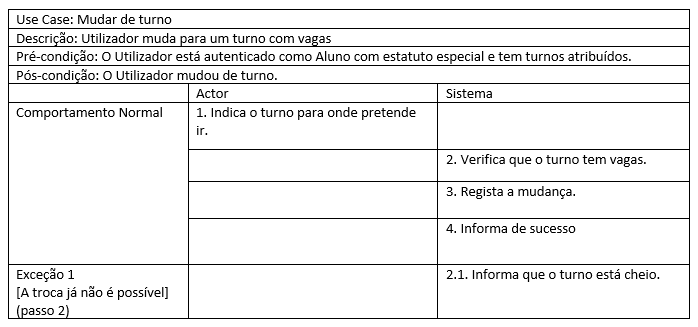 Use Case: Mudar de turno
Descrição: Utilizador muda para um turno com vagas
Pré-condição: O Utilizador está autenticado como Aluno com estatuto especial e tem turnos atribuídos.
Pós-condição: O Utilizador mudou de turno.
Actor
Sistema
Comportamento Normal
1. Indica o turno para onde pretende
ir.
2. Verifica que o turno tem vagas.
3. Regista a mudança.
4. Informa de sucesso
Exceção 1
[A troca já não é possível]
(passo 2)
2.1. Informa que o turno está cheio.